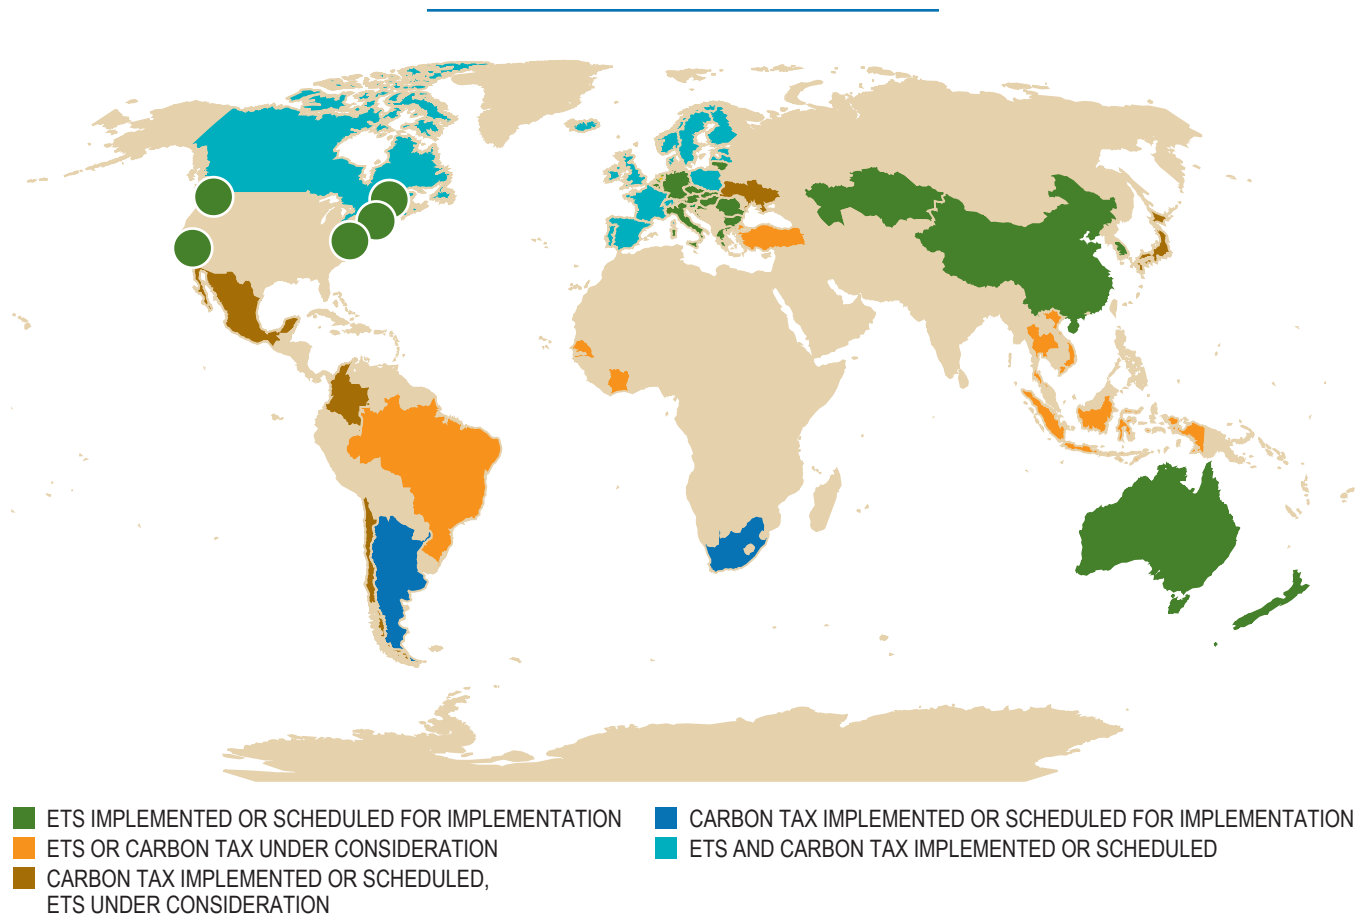 ETS IMPLEMENTED OR SCHEDULED FOR IMPLEMENTATION
ETS OR CARBON TAX UNDER CONSIDERATION
CARBON TAX IMPLEMENTED OR SCHEDULED,
ETS UNDER CONSIDERATION
CARBON TAX IMPLEMENTED OR SCHEDULED FOR IMPLEMENTATION
ETS AND CARBON TAX IMPLEMENTED OR SCHEDULED